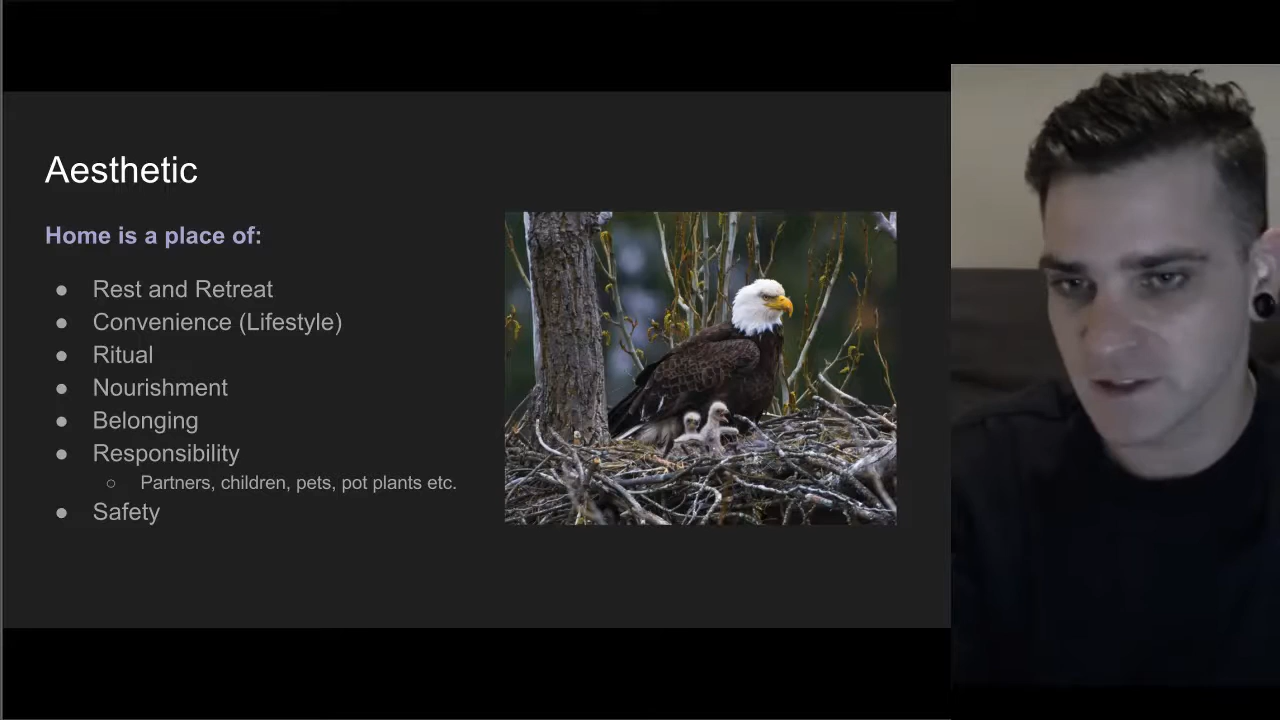 Aesthetic
Home is a place of:
● Rest and Retreat
● Convenience (Lifestyle)
● Ritual
● Nourishment
● Belonging
● Responsibility
○ Partners, children, pets, pot plants etc.
● Safety